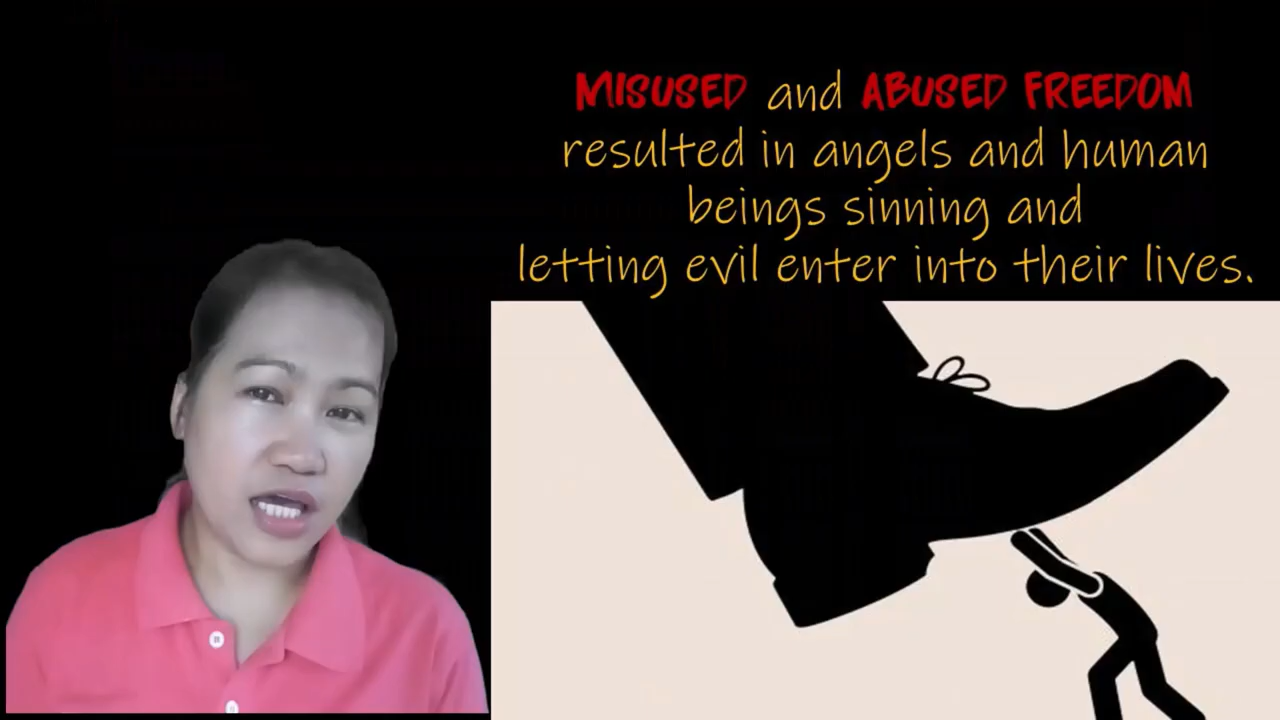 MISUSED and ABUSED FREEDOM
resulted in angels and human
beings sinning and
letting evil enter into their lives.